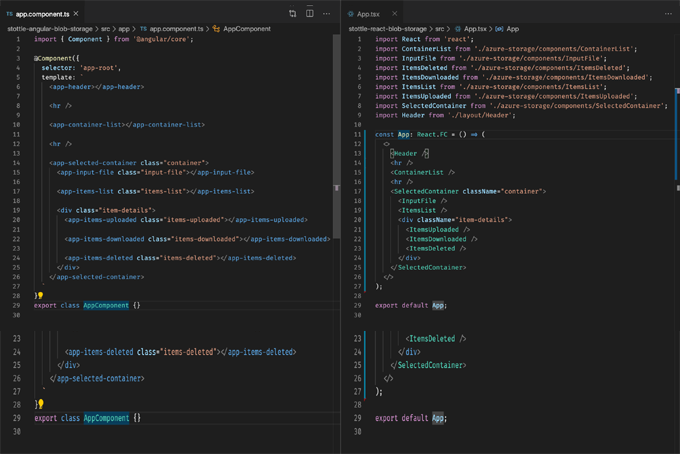 app.component.ts
stottle-angular-blob-storage > src > app > app.component.ts > AppComponent
1 import { Component } from '@angular/core';
2
3 @Component({
4 selector: 'app-root',
5 template: `
6 <app-header></app-header>
7
8 <hr />
9
10 <app-container-list></app-container-list>
11
12 <hr />
13
14 <app-selected-container class="container">
15 <app-input-file class="input-file"></app-input-file>
16
17 <app-items-list class="items-list"></app-items-list>
18
19 <div class="item-details">
20 <app-items-uploaded class="items-uploaded"></app-items-uploaded>
21
22 <app-items-downloaded class="items-downloaded"></app-items-downloaded>
23
24 <app-items-deleted class="items-deleted"></app-items-deleted>
25 </div>
26 </app-selected-container>
27 `
28 })
29 export class AppComponent {}
30
23
24 <app-items-deleted class="items-deleted"></app-items-deleted>
25 </div>
26 </app-selected-container>
27 `
28 })
29 export class AppComponent {}
30
App.tsx
stottle-react-blob-storage > src > App.tsx > App
1 import React from 'react';
2 import ContainerList from './azure-storage/components/ContainerList';
3 import InputFile from './azure-storage/components/InputFile';
4 import ItemsDeleted from './azure-storage/components/ItemsDeleted';
5 import ItemsDownloaded from './azure-storage/components/ItemsDownloaded';
6 import ItemsList from './azure-storage/components/ItemsList';
7 import ItemsUploaded from './azure-storage/components/ItemsUploaded';
8 import SelectedContainer from './azure-storage/components/SelectedContainer';
9 import Header from './layout/Header';
10
11 const App: React.FC = () => (
12 <>
13 <Header />
14 <hr />
15 <ContainerList />
16 <hr />
17 <SelectedContainer className="container">
18 <InputFile />
19 <ItemsList />
20 <div className="item-details">
21 <ItemsUploaded />
22 <ItemsDownloaded />
23 <ItemsDeleted />
24 </div>
25 </SelectedContainer>
26 </>
27 );
28
29 export default App;
30
23 <ItemsDeleted />
24 </div>
25 </SelectedContainer>
26 </>
27 );
28
29 export default App;
30